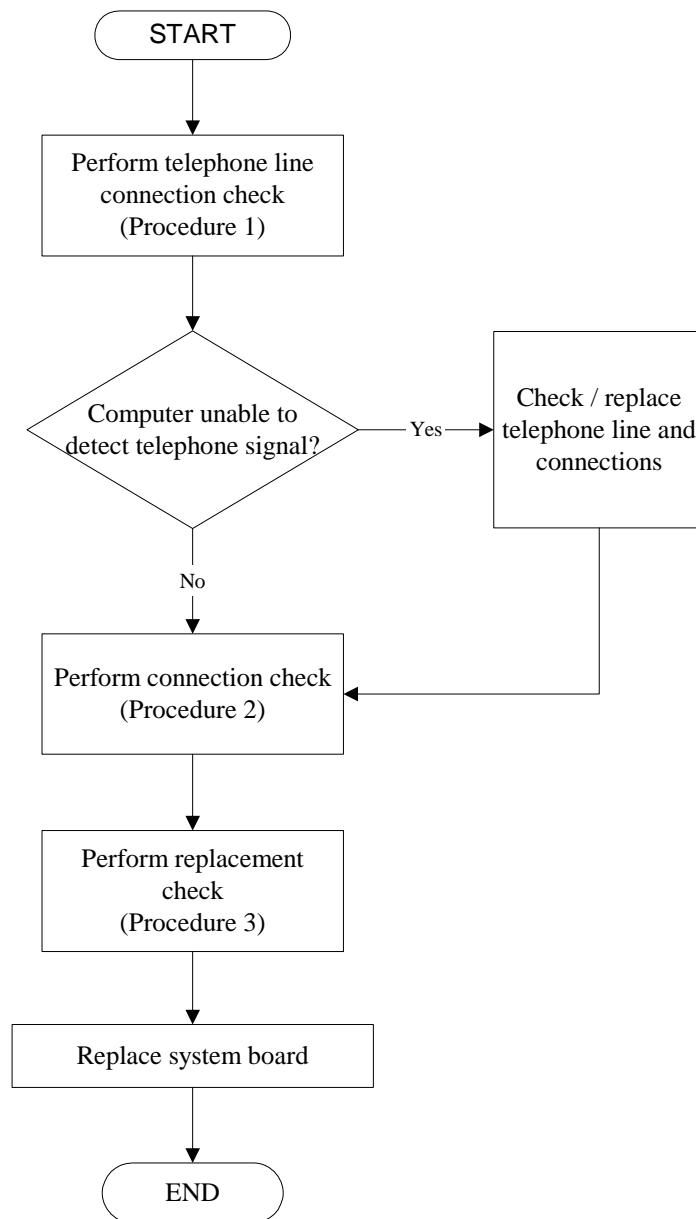 START
Perform telephone line
connection check
(Procedure 1)
Computer unable to
detect telephone signal?
Yes
Check / replace
telephone line and
connections
No
Perform connection check
(Procedure 2)
Perform replacement
check
(Procedure 3)
Replace system board
END